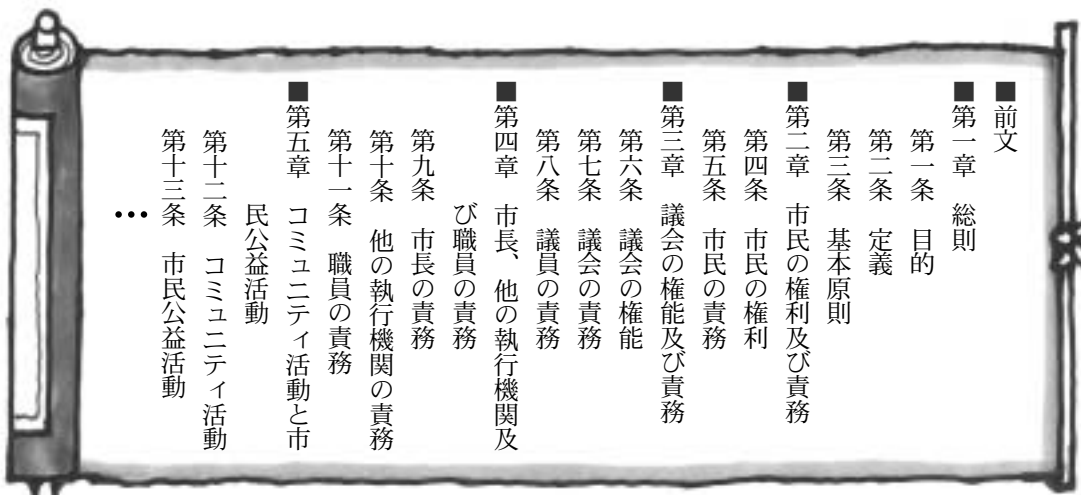 ■前文
■第一章　総則
第一条　目的
第二条　定義
第三条　基本原則
■第二章　市民の権利及び責務
第四条　市民の権利
第五条　市民の責務
■第三章　議会の権能及び責務
第六条　議会の権能
第七条　議会の責務
第八条　議員の責務
■第四章　市長、他の執行機関及
び職員の責務
第九条　市長の責務
第十条　他の執行機関の責務
第十一条　職員の責務
■第五章　コミュニティ活動と市
民公益活動
第十二条　コミュニティ活動
第十三条　市民公益活動
…